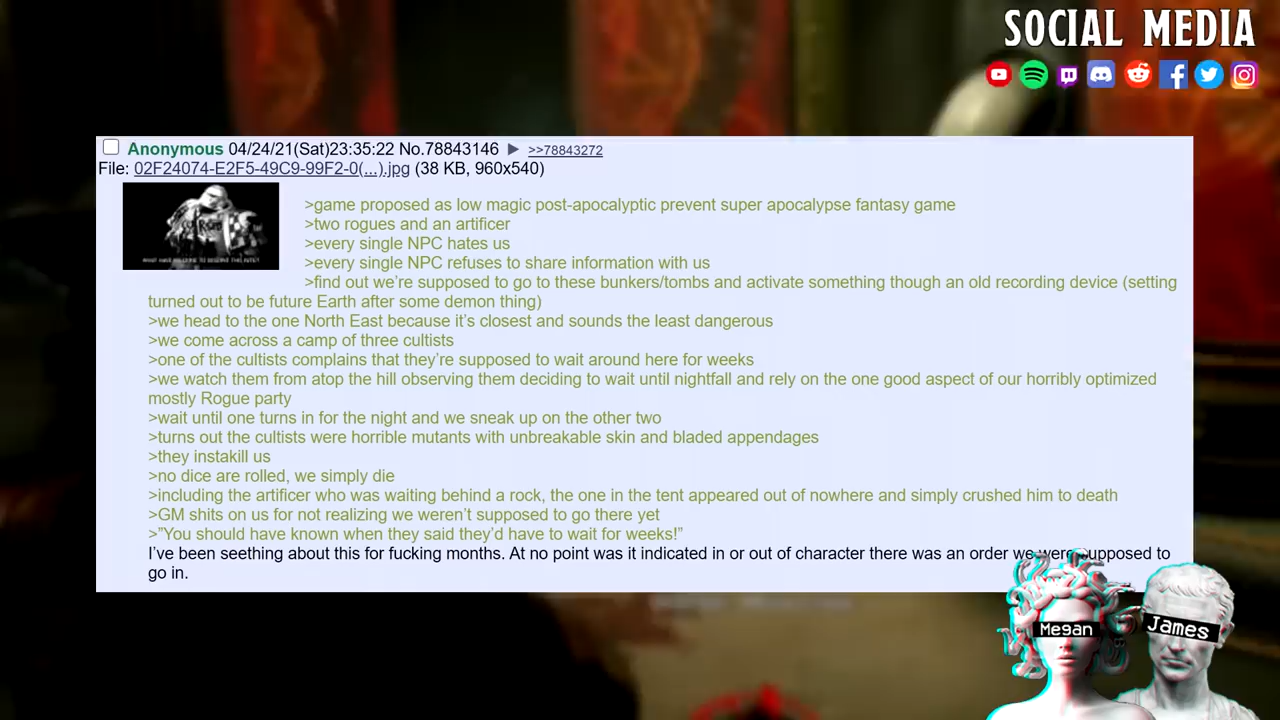 SOCIAL MEDIA
Anonymous 04/24/21(Sat)23:35:22 No.78843146 ▶ >>78843272
File: 02F24074-E2F5-49C9-99F2-0(...).jpg (38 KB, 960x540)
>game proposed as low magic post-apocalyptic prevent super apocalypse fantasy game
>two rogues and an artificer
>every single NPC hates us
>every single NPC refuses to share information with us
>find out we're supposed to go to these bunkers/tombs and activate something though an old recording device (setting
turned out to be future Earth after some demon thing)
>we head to the one North East because it's closest and sounds the least dangerous
>we come across a camp of three cultists
>one of the cultists complains that they're supposed to wait around here for weeks
>we watch them from atop the hill observing them deciding to wait until nightfall and rely on the one good aspect of our horribly optimized
mostly Rogue party
>wait until one turns in for the night and we sneak up on the other two
>turns out the cultists were horrible mutants with unbreakable skin and bladed appendages
>they instakill us
>no dice are rolled, we simply die
>including the artificer who was waiting behind a rock, the one in the tent appeared out of nowhere and simply crushed him to death
>GM shits on us for not realizing we weren't supposed to go there yet
>"You should have known when they said they'd have to wait for weeks!"
I've been seething about this for fucking months. At no point was it indicated in or out of character there was an order we were supposed to
go in.
Megan
James